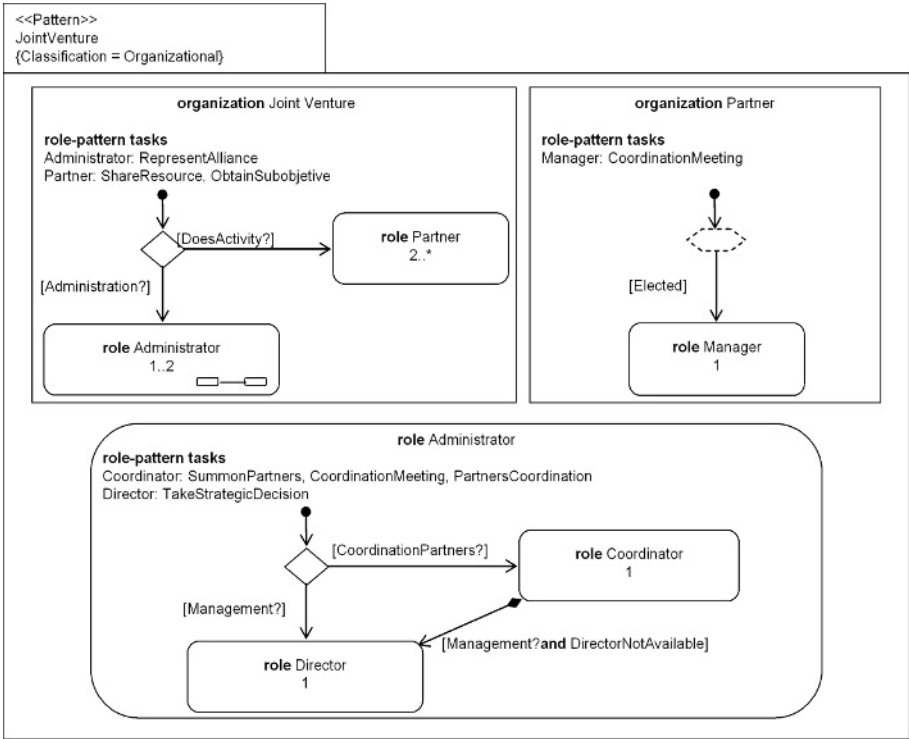 <<Pattern>>
JointVenture
{Classification = Organizational}
organization Joint Venture
role-pattern tasks
Administrator: RepresentAlliance
Partner: ShareResource, ObtainSubobjetive
[DoesActivity?]
role Partner
2..*
[Administration?]
role Administrator
1..2
organization Partner
role-pattern tasks
Manager: CoordinationMeeting
[Elected]
role Manager
1
role Administrator
role-pattern tasks
Coordinator: SummonPartners, CoordinationMeeting, PartnersCoordination
Director: TakeStrategicDecision
[CoordinationPartners?]
role Coordinator
1
[Management?]
[Management?and DirectorNotAvailable]
role Director
1